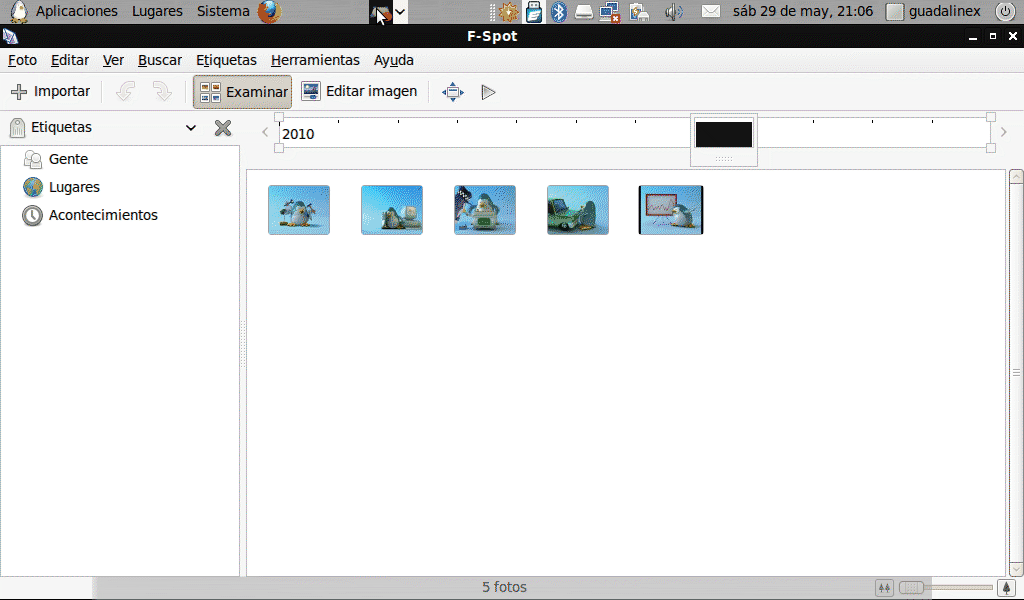 Aplicaciones Lugares Sistema sáb 29 de may, 21:06 guadalinex
F-Spot
Foto Editar Ver Buscar Etiquetas Herramientas Ayuda
Importar Examinar Editar imagen
Etiquetas
2010
Gente
Lugares
Acontecimientos
5 fotos